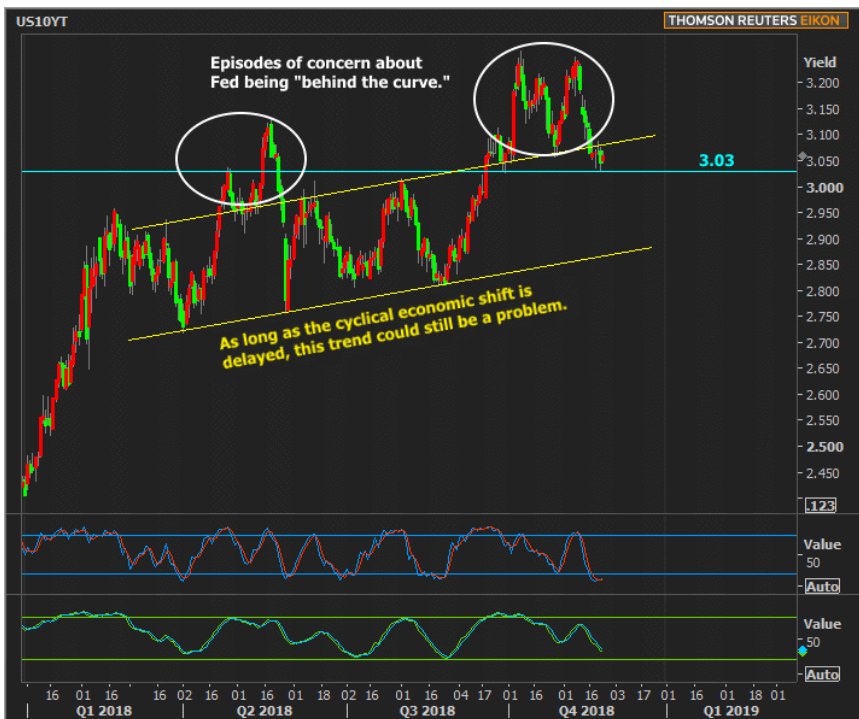 US10YT
THOMSON REUTERS EIKON
Episodes of concern about
Fed being "behind the curve."
Yield
3.200
3.150
3.100
3.050
3.03
3.000
2.950
2.900
2.850
2.800
2.750
2.700
2.650
2.600
2.550
2.500
2.450
.123
As long as the cyclical economic shift is
delayed, this trend could still be a problem.
Value
50
Auto
Value
50
Auto
16 01 16 16 02 16 01 16 01 18 02 16 01 16 04 17 01 16 01 16 03 17 01 16 01 18 01
Q1 2018 Q2 2018 Q3 2018 Q4 2018 Q1 2019